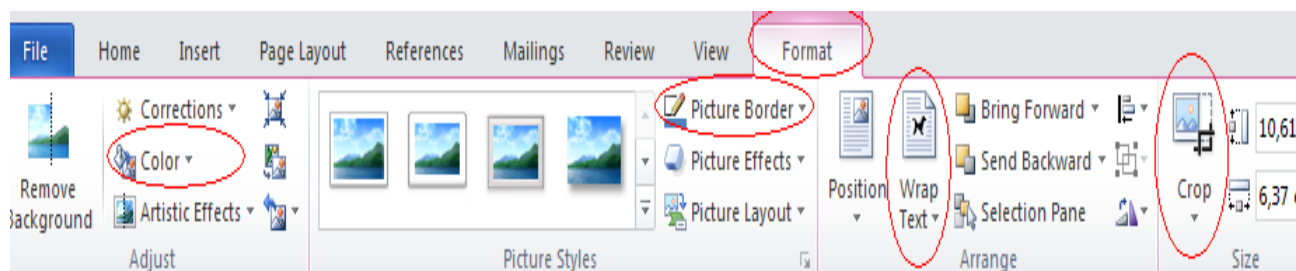 File Home Insert Page Layout References Mailings Review View Format
Corrections
Color
Artistic Effects
Remove
Background
Adjust
Picture Styles
Picture Border
Picture Effects
Picture Layout
Position
Wrap
Text
Bring Forward
Send Backward
Selection Pane
Arrange
Crop
10,61
6,37
Size